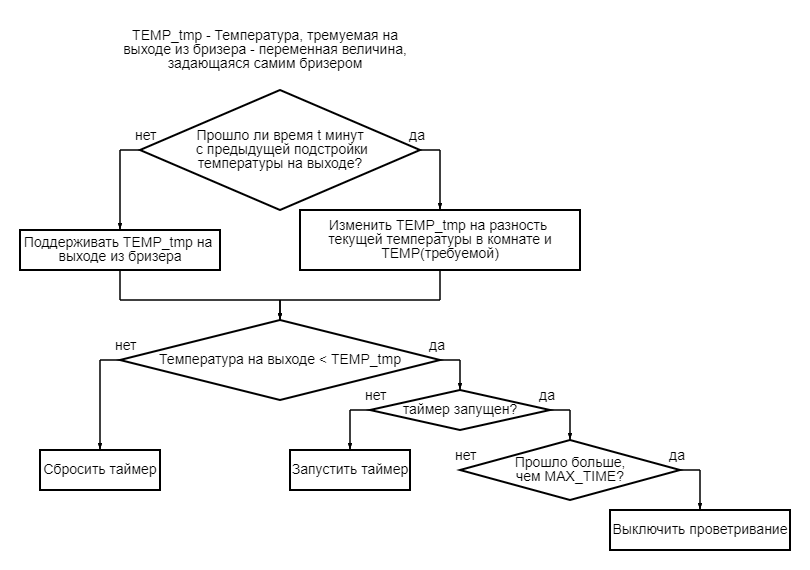 TEMP_tmp - Температура, тремуемая на
выходе из бризера - переменная величина,
задающаяся самим бризером
нет
да
Прошло ли время t минут
с предыдущей подстройки
температуры на выходе?
Поддерживать TEMP_tmp на
выходе из бризера
Изменить TEMP_tmp на разность
текущей температуры в комнате и
TEMP(требуемой)
нет
да
Температура на выходе < TEMP_tmp
нет
да
таймер запущен?
Сбросить таймер
Запустить таймер
нет
да
Прошло больше,
чем MAX_TIME?
Выключить проветривание